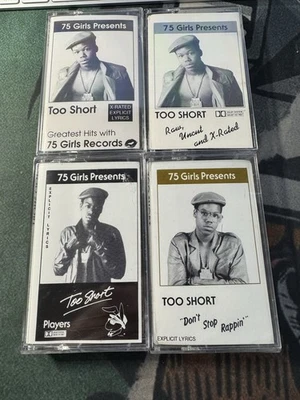 75 Girls Presents
Too Short
X-RATED
EXPLICIT
LYRICS
Greatest Hits with
75 Girls Records
75 Girls Presents
TOO SHORT
Raw,
Uncut
and X-Rated
75 Girls Presents
EXPLICIT LYRICS
Too Short
Players
75 Girls Presents
TOO SHORT
"Don't
Stop
Rappin'"
EXPLICIT LYRICS